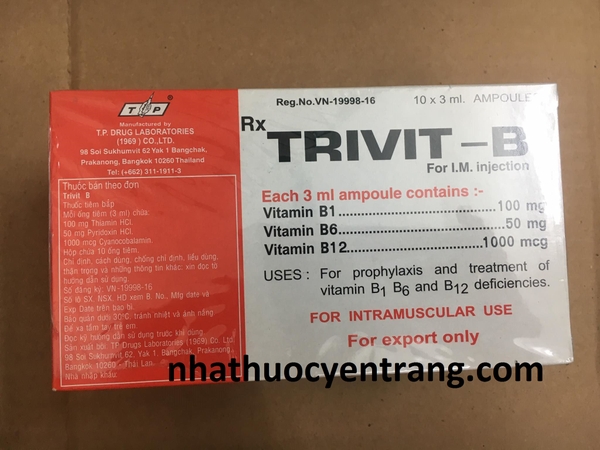 T P ®
Manufactured by
T.P. DRUG LABORATORIES
(1969) CO.,LTD.
98 Soi Sukhumvit 62 Yak 1 Bangchak,
Prakanong, Bangkok 10260 Thailand
Tel: (+662) 311-1911-3
Thuốc bán theo đơn
Trivit B
Thuốc tiêm bắp
Mỗi ống tiêm (3 ml) chứa:
100 mg Thiamin HCl.
50 mg Pyridoxin HCl.
1000 mcg Cyanocobalamin.
Hộp chứa 10 ống tiêm.
Chỉ định, cách dùng, chống chỉ định, liều dùng,
thận trọng và những thông tin khác: xin đọc tờ
hướng dẫn sử dụng.
Số đăng ký: VN-19998-16
Số lô SX, NSX, HD xem B. No., Mfg date và
Exp Date trên bao bì.
Bảo quản dưới 30°C, tránh nhiệt và ánh nắng
Để xa tầm tay trẻ em
Đọc kỹ hướng dẫn sử dụng trước khi dùng
Sản xuất bởi: TP Drugs Laboratories (1969) Co. Ltd.
98 Soi Sukhumvit 62, Yak 1, Bangchak, Prakanong,
Bangkok 10260 - Thái Lan.
Nhà nhập khẩu:
Reg.No.VN-19998-16
10 x 3 ml. AMPOULE
Rx
TRIVIT-B
For I.M. injection
Each 3 ml ampoule contains :-
Vitamin B1 100 mg
Vitamin B6 50 mg
Vitamin B12 1000 mcg
USES : For prophylaxis and treatment of
vitamin B1 B6 and B12 deficiencies.
FOR INTRAMUSCULAR USE
For export only
nhathuocyentrang.com